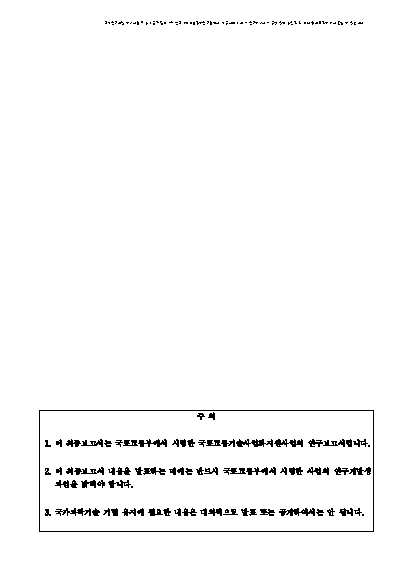 주 의
1. 이 최종보고서는 국토교통부에서 시행한 국토교통기술사업화지원사업의 연구보고서입니다.
2. 이 최종보고서 내용을 발표하는 때에는 반드시 국토교통부에서 시행한 사업의 연구개발성
과임을 밝혀야 합니다.
3. 국가과학기술 기밀 유지에 필요한 내용은 대외적으로 발표 또는 공개하여서는 안 됩니다.